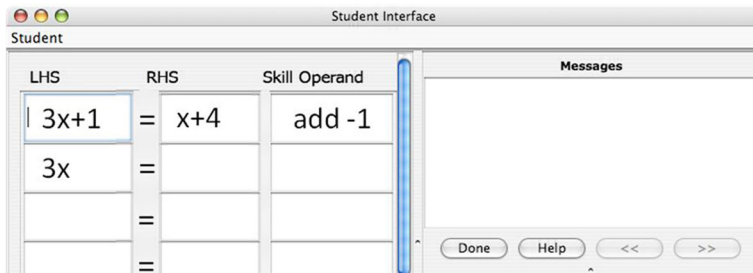 Student Interface
Student
LHS RHS Skill Operand
3x+1 = x+4 add -1
3x =
=
=
Messages
Done Help << >>